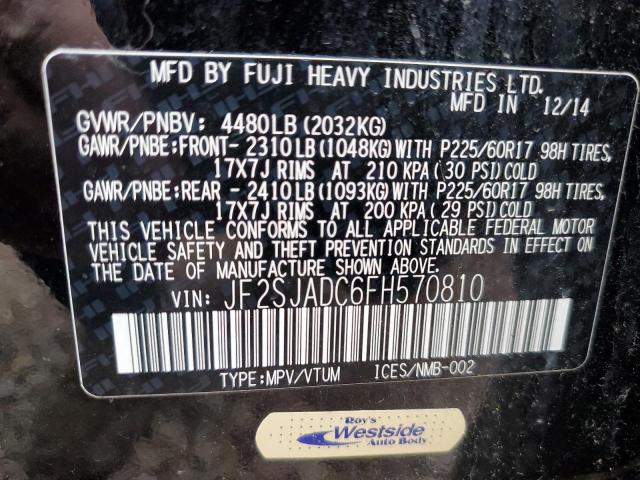 MFD BY FUJI HEAVY INDUSTRIES LTD.
MFD IN 12/14
GVWR/PNBV: 4480LB(2032KG)
GAWR/PNBE:FRONT- 2310LB(1048KG)WITH P225/60R17 98H TIRES,
17X7J RIMS AT 210 KPA(30 PSI)COLD
GAWR/PNBE:REAR - 2410LB(1093KG)WITH P225/60R17 98H TIRES,
17X7J RIMS AT 200 KPA(29 PSI)COLD
THIS VEHICLE CONFORMS TO ALL APPLICABLE FEDERAL MOTOR
VEHICLE SAFETY AND THEFT PREVENTION STANDARDS IN EFFECT ON
THE DATE OF MANUFACTURE SHOWN ABOVE.
VIN: JF2SJADC6FH570810
TYPE:MPV/VTUM ICES/NMB-002
Roy's
Westside
Auto Body